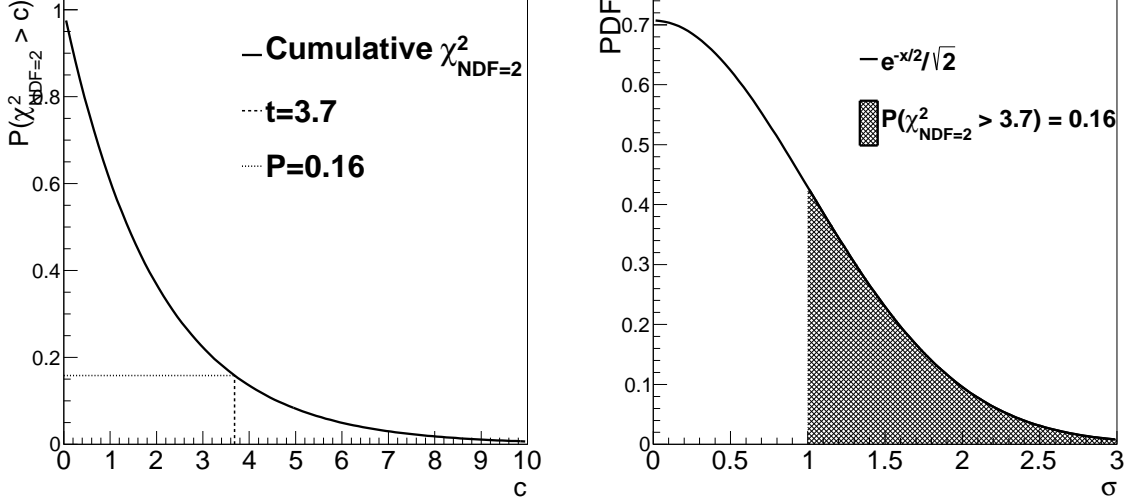 P(χ²_NDF=2 > c)
1
0.8
0.6
0.4
0.2
0
0 1 2 3 4 5 6 7 8 9 10
c
Cumulative χ²_NDF=2
t=3.7
P=0.16
PDF
0.7
0.6
0.5
0.4
0.3
0.2
0.1
0
0 0.5 1 1.5 2 2.5 3
σ
e^-x/2/√2
P(χ²_NDF=2 > 3.7) = 0.16